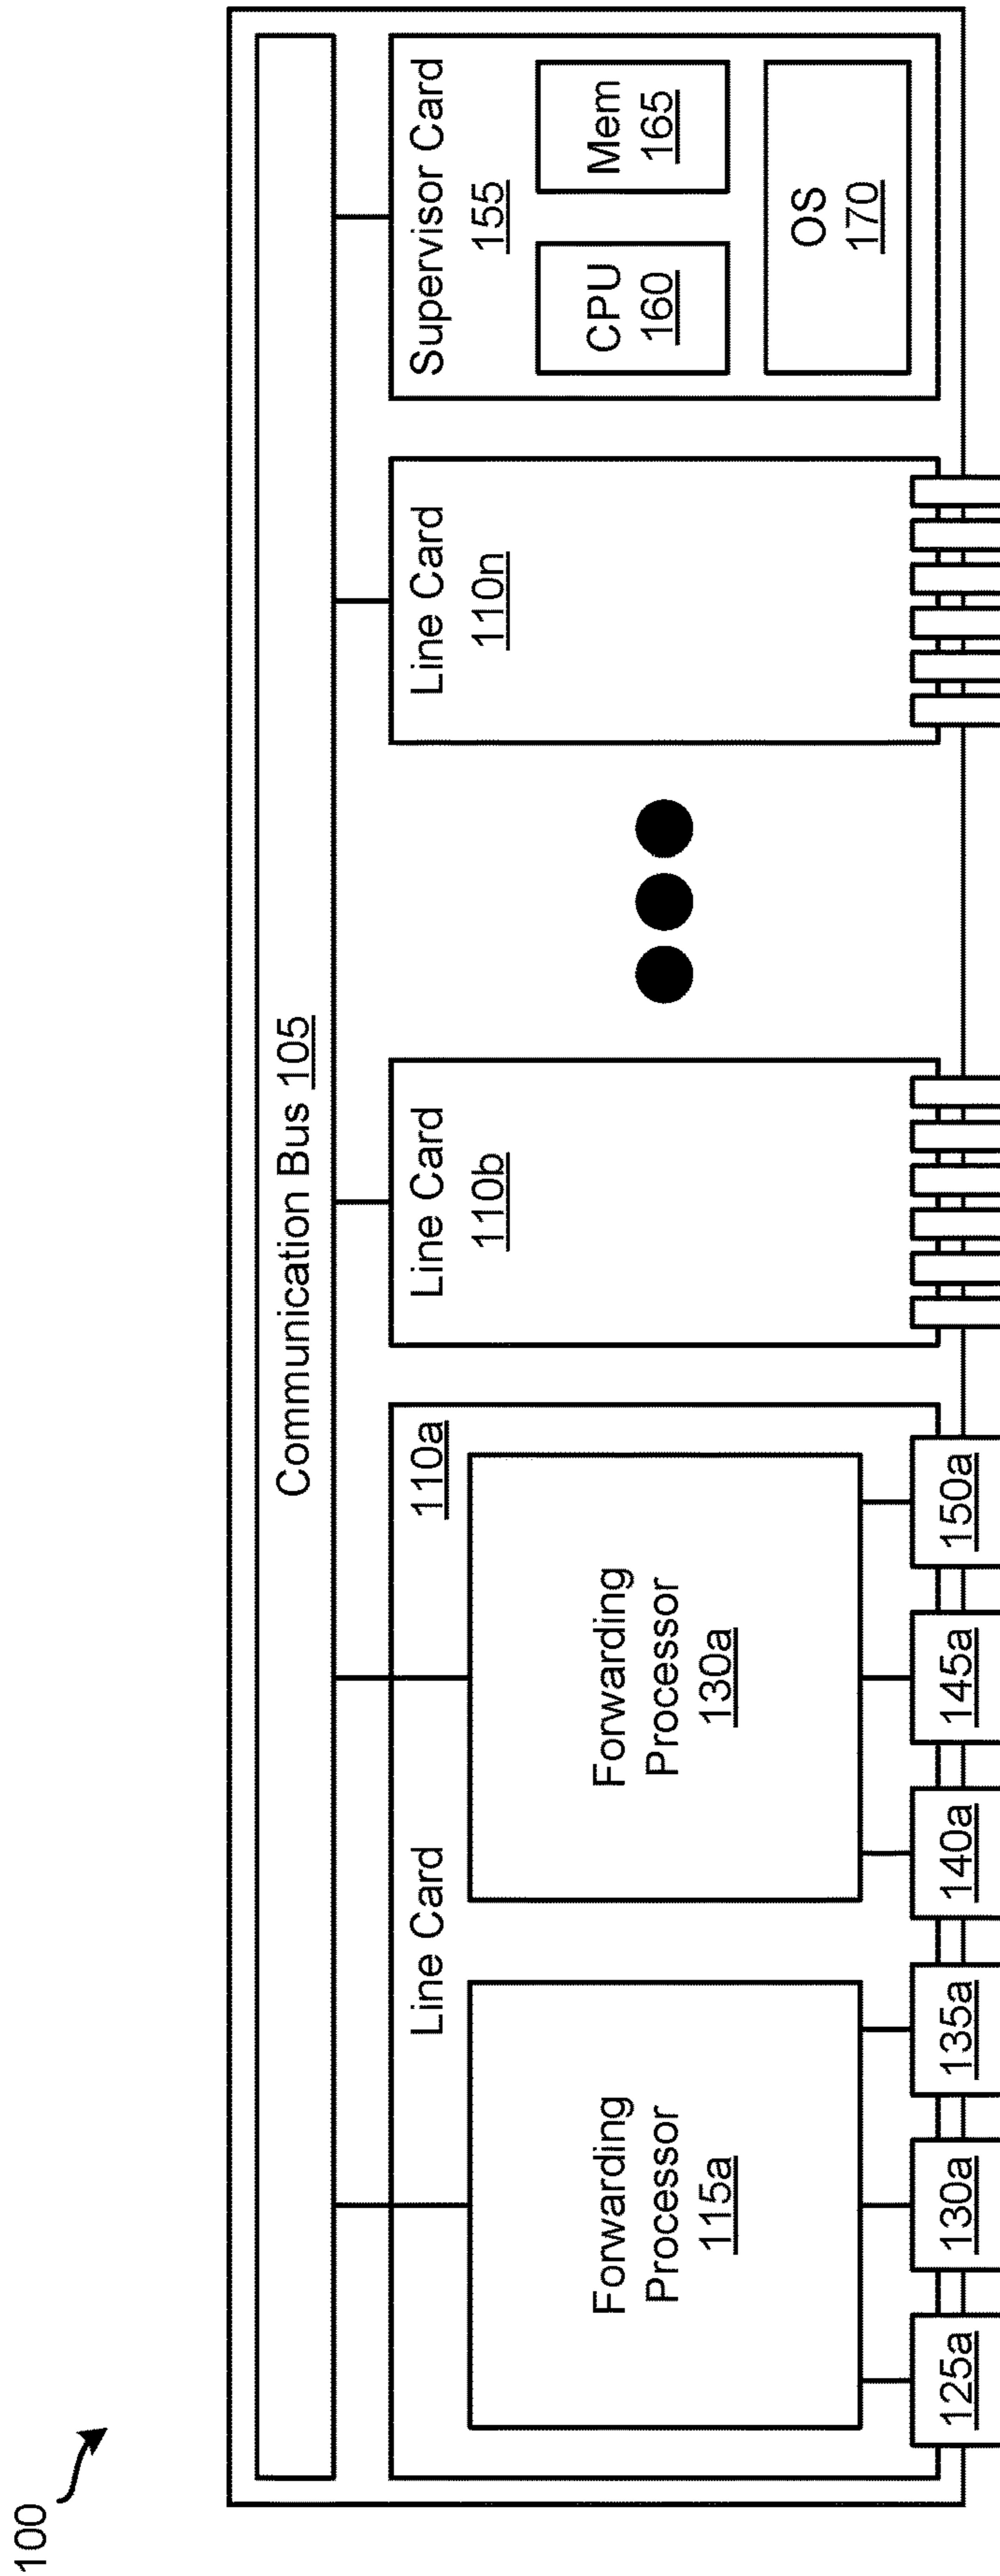 100
Communication Bus 105
Line Card
110a
Forwarding
Processor
115a
Forwarding
Processor
130a
125a
130a
135a
140a
145a
150a
Line Card
110b
Line Card
110n
Supervisor Card
155
CPU
160
Mem
165
OS
170